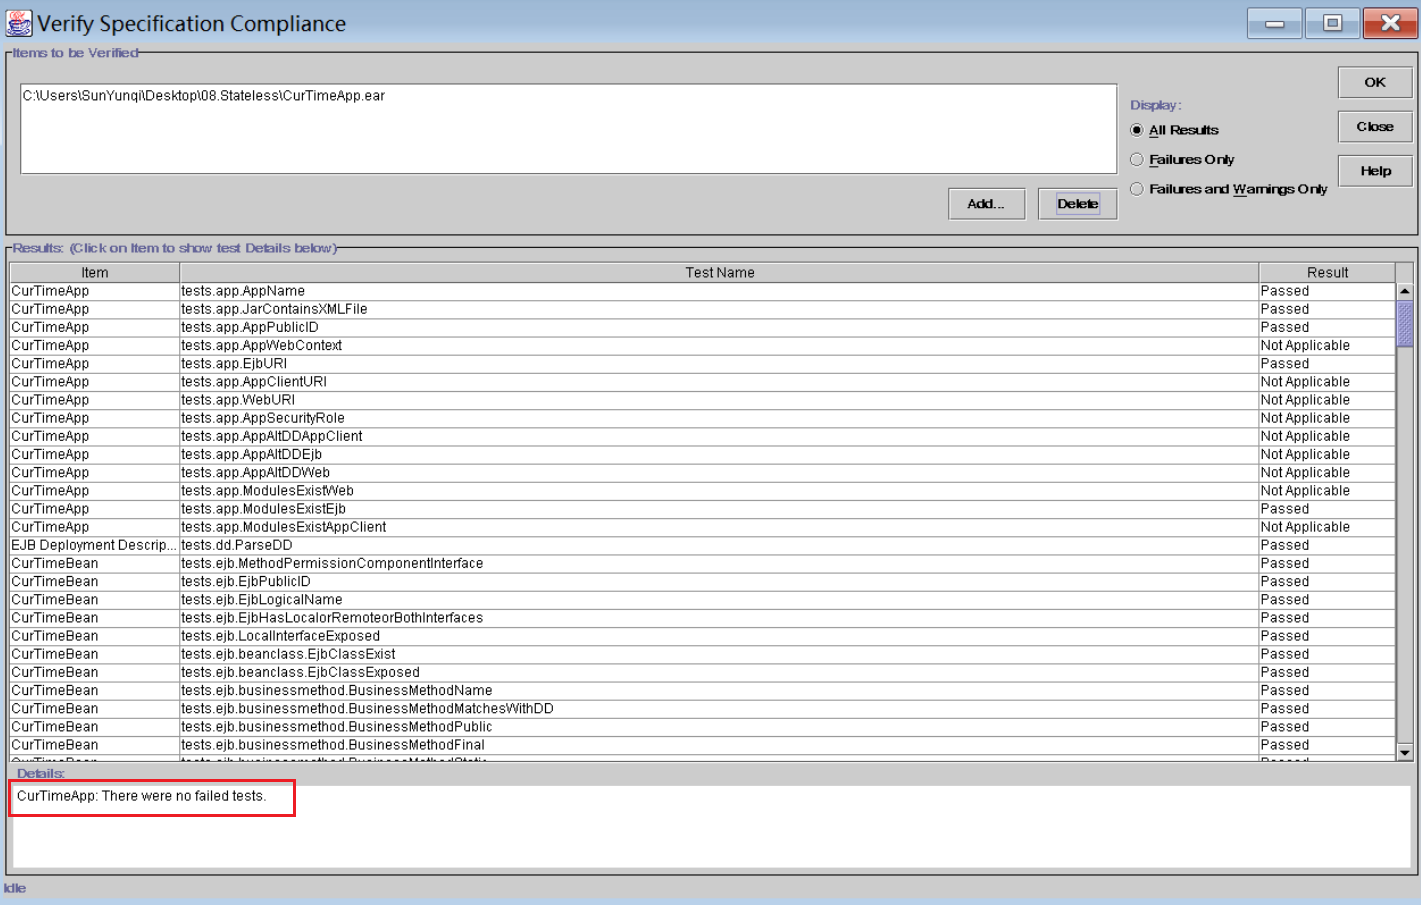 Verify Specification Compliance
Items to be Verified
C:\Users\SunYunqi\Desktop\08.Stateless\CurTimeApp.ear
Display:
All Results
Failures Only
Failures and Warnings Only
OK
Close
Help
Add...
Delete
Results: (Click on Item to show test Details below)
Item Test Name Result
CurTimeApp tests.app.AppName Passed
CurTimeApp tests.app.JarContainsXMLFile Passed
CurTimeApp tests.app.AppPublicID Passed
CurTimeApp tests.app.AppWebContext Not Applicable
CurTimeApp tests.app.EjbURI Passed
CurTimeApp tests.app.AppClientURI Not Applicable
CurTimeApp tests.app.WebURI Not Applicable
CurTimeApp tests.app.AppSecurityRole Not Applicable
CurTimeApp tests.app.AppAltDDAppClient Not Applicable
CurTimeApp tests.app.AppAltDDEjb Not Applicable
CurTimeApp tests.app.AppAltDDWeb Not Applicable
CurTimeApp tests.app.ModulesExistWeb Not Applicable
CurTimeApp tests.app.ModulesExistEjb Passed
CurTimeApp tests.app.ModulesExistAppClient Not Applicable
EJB Deployment Descrip... tests.dd.ParseDD Passed
CurTimeBean tests.ejb.MethodPermissionComponentInterface Passed
CurTimeBean tests.ejb.EjbPublicID Passed
CurTimeBean tests.ejb.EjbLogicalName Passed
CurTimeBean tests.ejb.EjbHasLocalorRemoteorBothInterfaces Passed
CurTimeBean tests.ejb.LocalInterfaceExposed Passed
CurTimeBean tests.ejb.beanclass.EjbClassExist Passed
CurTimeBean tests.ejb.beanclass.EjbClassExposed Passed
CurTimeBean tests.ejb.businessmethod.BusinessMethodName Passed
CurTimeBean tests.ejb.businessmethod.BusinessMethodMatchesWithDD Passed
CurTimeBean tests.ejb.businessmethod.BusinessMethodPublic Passed
CurTimeBean tests.ejb.businessmethod.BusinessMethodFinal Passed
CurTimeBean tests.ejb.businessmethod.BusinessMethodStatic Passed
Details:
CurTimeApp: There were no failed tests.
Idle